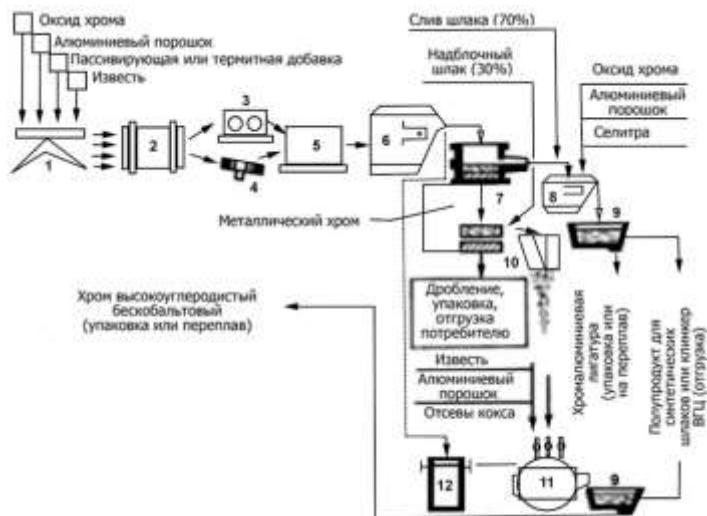 Оксид хрома
Алюминиевый порошок
Пассивирующая или термитная добавка
Известь
1
2
3
4
5
6
Слив шлака (70%)
Надблочный
шлак (30%)
Оксид хрома
Алюминиевый
порошок
Селитра
7
8
9
Металлический хром
10
Дробление,
упаковка,
отгрузка
потребителю
Хром высокоуглеродистый
бескобальтовый
(упаковка или переплав)
Известь
Алюминиевый
порошок
Отсевы кокса
Хромалюминиевая
лигатура
(упаковка или
на переплав)
Полупродукт для
синтетических
шлаков или клинкер
ВГЦ (отгрузка)
12
11
9